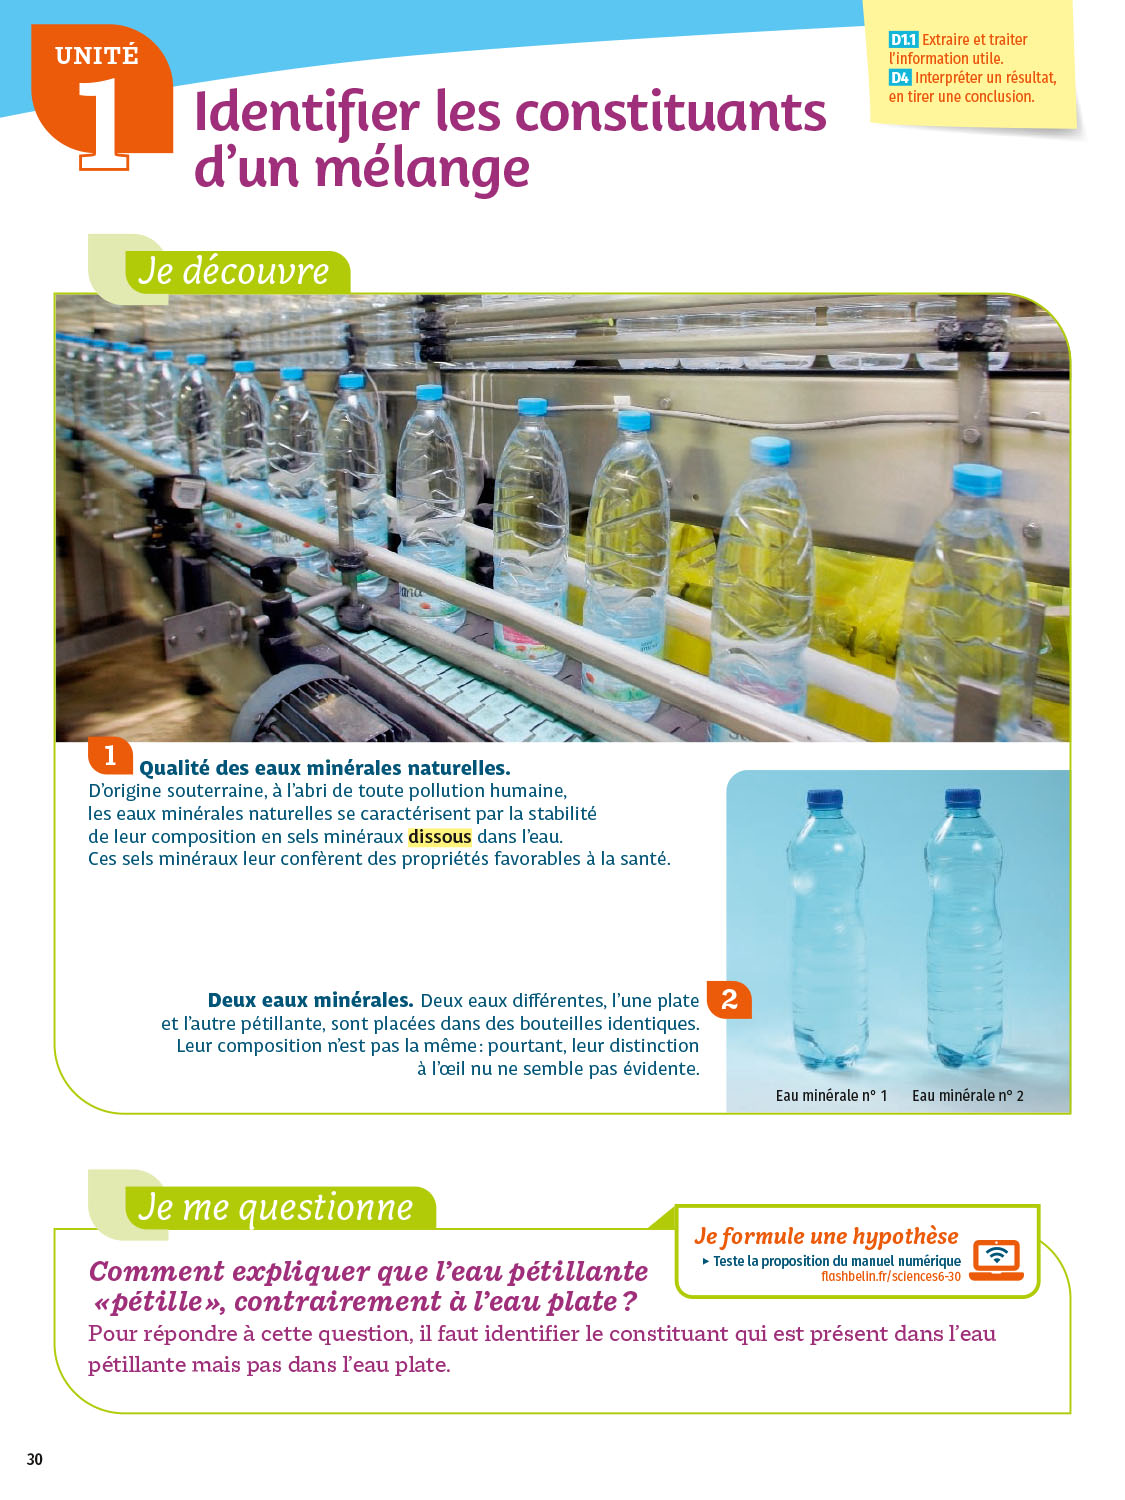 UNITÉ
1
D1.1 Extraire et traiter
l'information utile.
D4 Interpréter un résultat,
en tirer une conclusion.
Identifier les constituants
d'un mélange
Je découvre
1
Qualité des eaux minérales naturelles.
D'origine souterraine, à l'abri de toute pollution humaine,
les eaux minérales naturelles se caractérisent par la stabilité
de leur composition en sels minéraux dissous dans l'eau.
Ces sels minéraux leur confèrent des propriétés favorables à la santé.
Deux eaux minérales. Deux eaux différentes, l'une plate
et l'autre pétillante, sont placées dans des bouteilles identiques.
Leur composition n'est pas la même : pourtant, leur distinction
à l'œil nu ne semble pas évidente.
2
Eau minérale n° 1
Eau minérale n° 2
Je me questionne
Je formule une hypothèse
▸ Teste la proposition du manuel numérique
flashbelin.fr/sciences6-30
Comment expliquer que l'eau pétillante
« pétille », contrairement à l'eau plate ?
Pour répondre à cette question, il faut identifier le constituant qui est présent dans l'eau
pétillante mais pas dans l'eau plate.
30